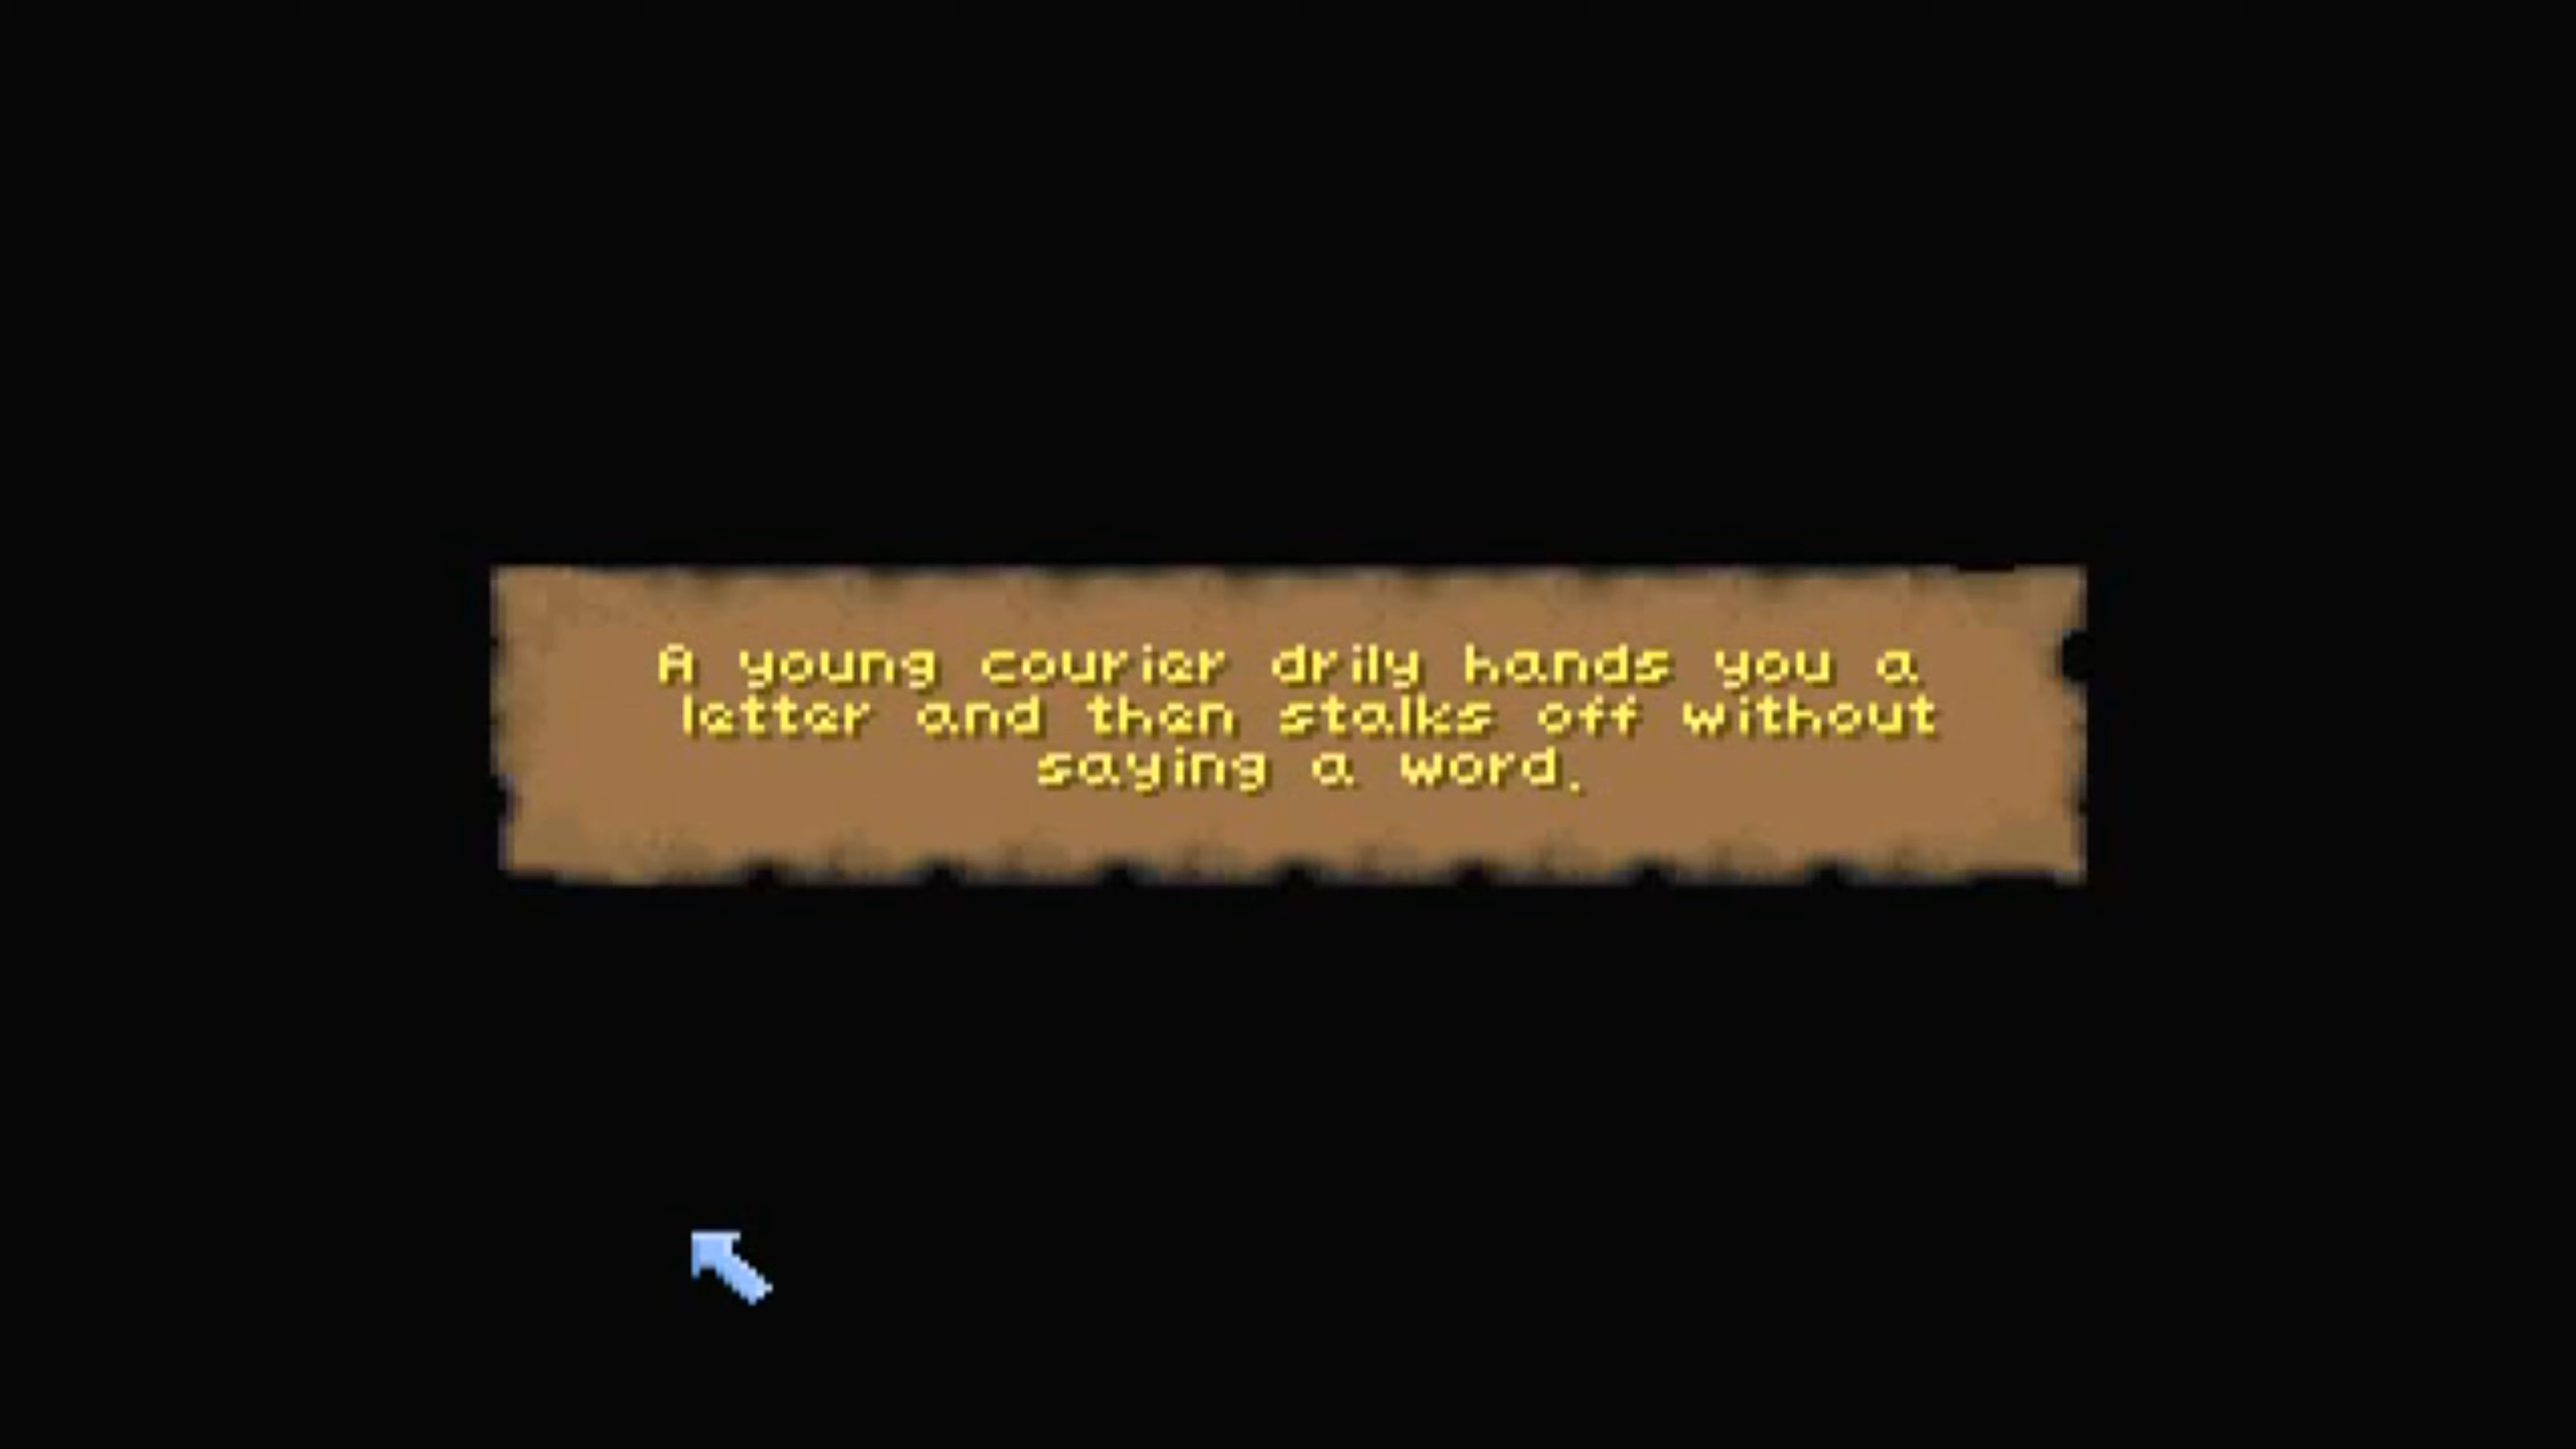 A young courier drily hands you a
letter and then stalks off without
saying a word.